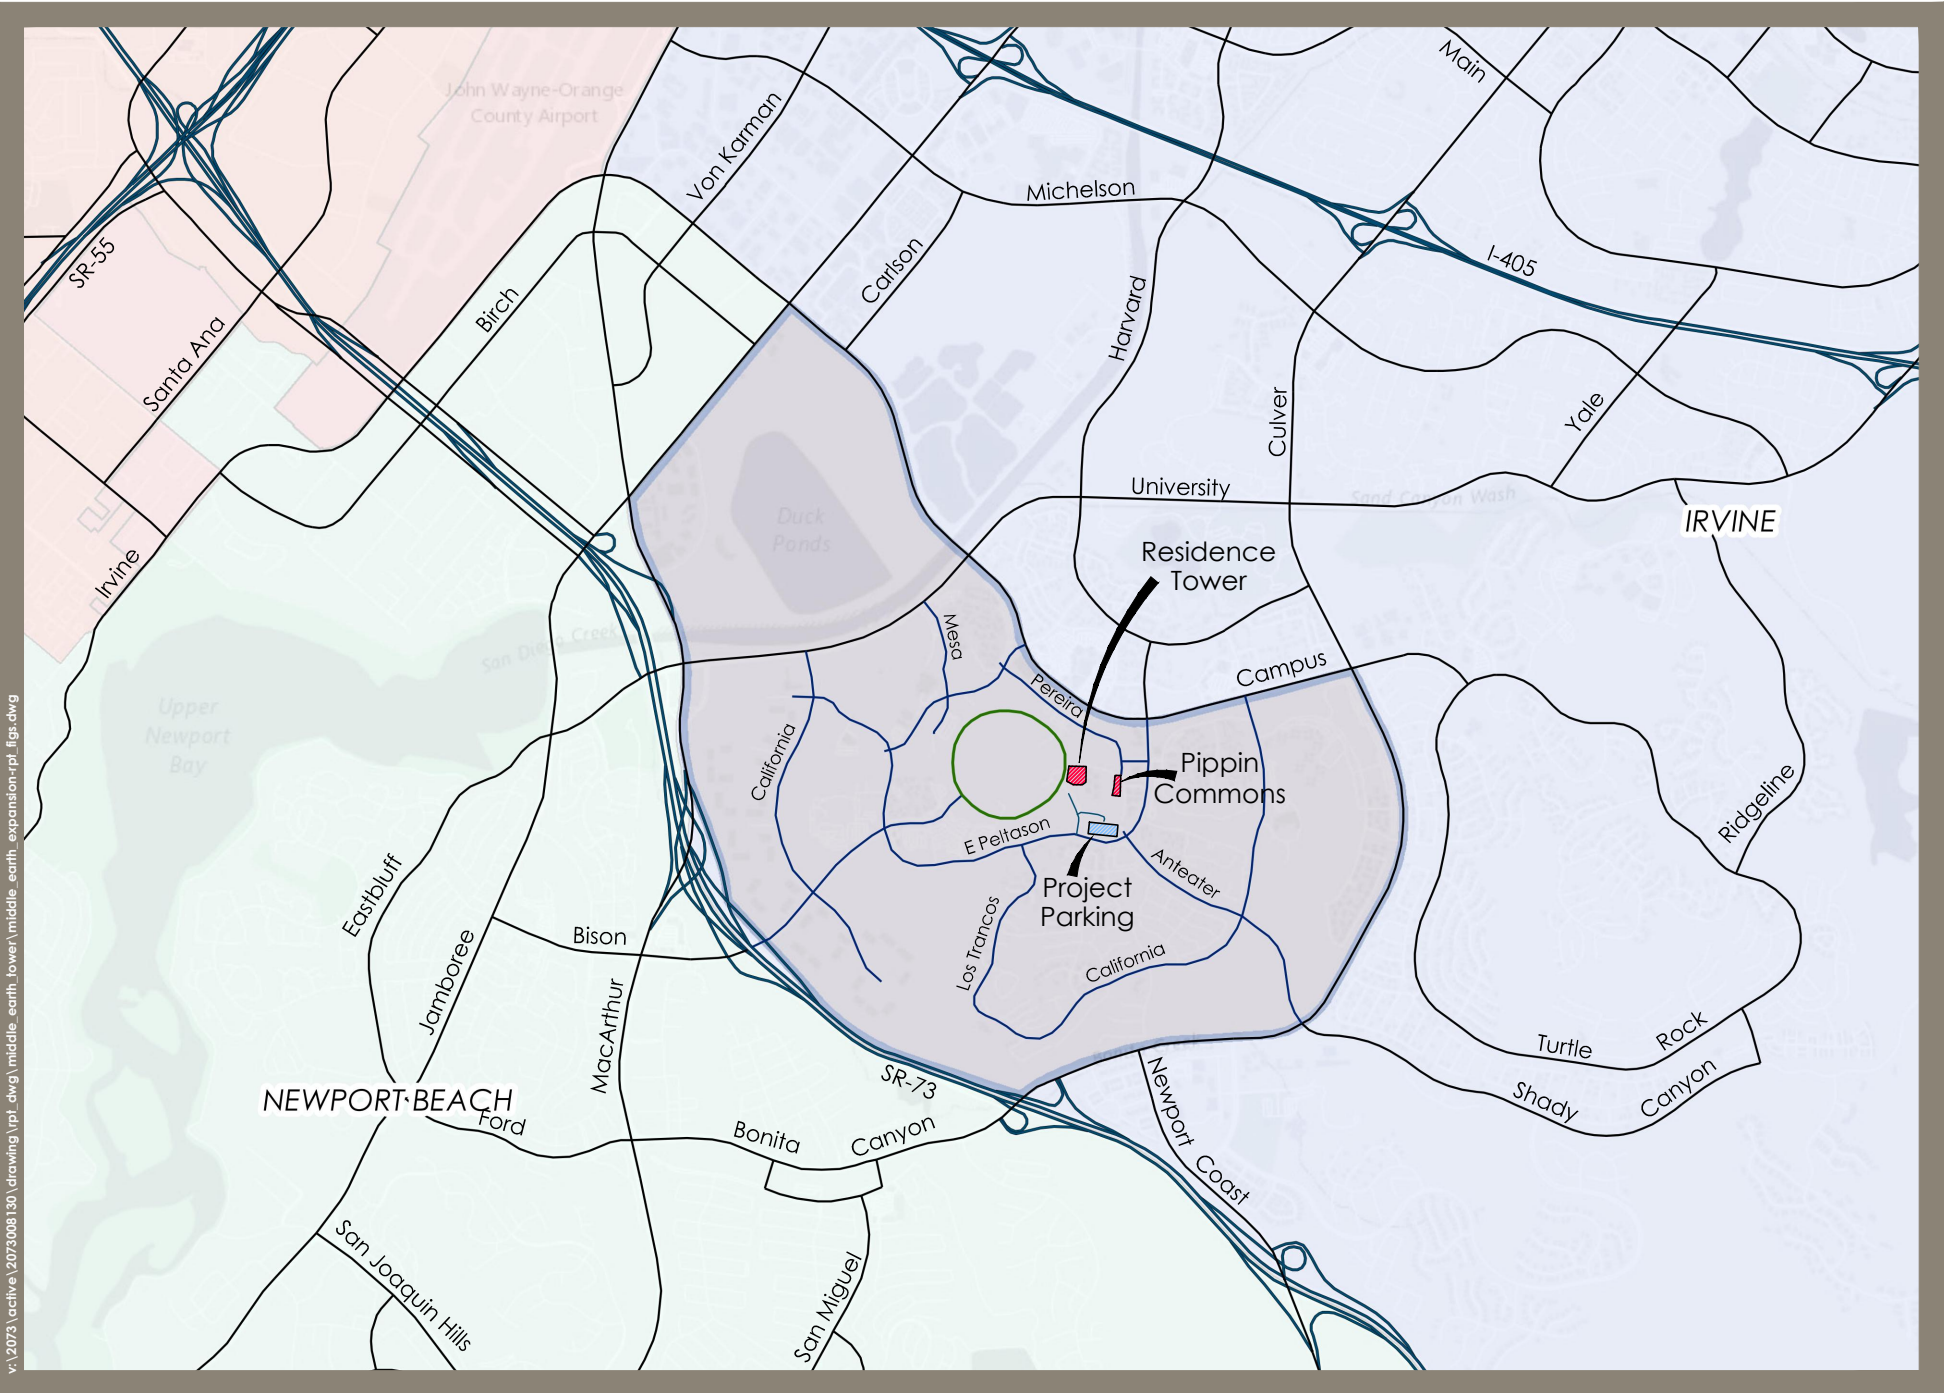 Main
John Wayne-Orange
County Airport
Von Karman
Michelson
SR-55
Carlson
I-405
Harvard
Birch
Santa Ana
Culver
Yale
University
Sand Canyon Wash
IRVINE
Duck
Ponds
Residence
Tower
Irvine
San Diego Creek
Mesa
Campus
Pereira
Upper
Newport
Bay
California
Pippin
Commons
Ridgeline
E Peltason
Anteater
Project
Parking
Eastbluff
Los Trancos
Bison
Jamboree
California
MacArthur
Turtle
Rock
SR-73
Newport Coast
Shady
Canyon
NEWPORT BEACH
Ford
Bonita
Canyon
San Joaquin Hills
San Miguel
v:\2073\active\2073008130\drawing\rpt_dwg\middle_earth_tower\middle_earth_expansion-rpt_figs.dwg